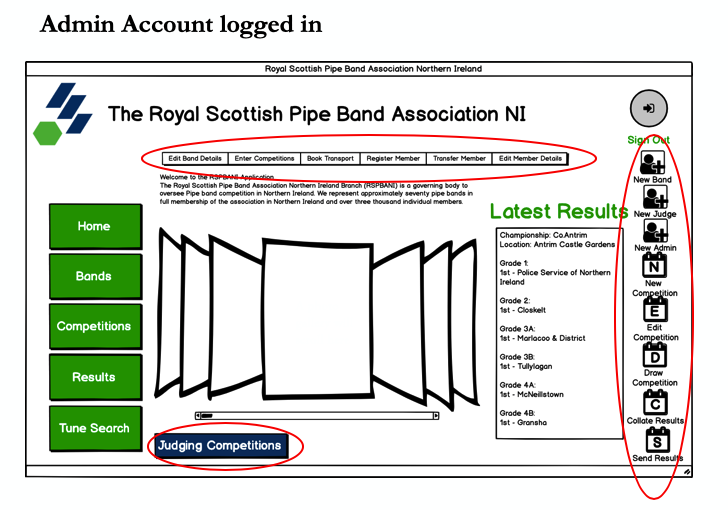 Admin Account logged in
Royal Scottish Pipe Band Association Northern Ireland
The Royal Scottish Pipe Band Association NI
Sign Out
Edit Band Details
Enter Competitions
Book Transport
Register Member
Transfer Member
Edit Member Details
Welcome to the RSPBANI Application
The Royal Scottish Pipe Band Association Northern Ireland Branch (RSPBANI) is a governing body to
oversee Pipe band competition in Northern Ireland. We represent approximately seventy pipe bands in
full membership of the association in Northern Ireland and over three thousand individual members.
Home
Bands
Competitions
Results
Tune Search
Judging Competitions
Latest Results
Championship: Co.Antrim
Location: Antrim Castle Gardens
Grade 1:
1st - Police Service of Northern
Ireland
Grade 2:
1st - Closkelt
Grade 3A:
1st - Marlacoo & District
Grade 3B:
1st - Tullylagan
Grade 4A:
1st - McNeillstown
Grade 4B:
1st - Gransha
New Band
New Judge
New Admin
N
New
Competition
E
Edit
Competition
D
Draw
Competition
C
Collate Results
S
Send Results